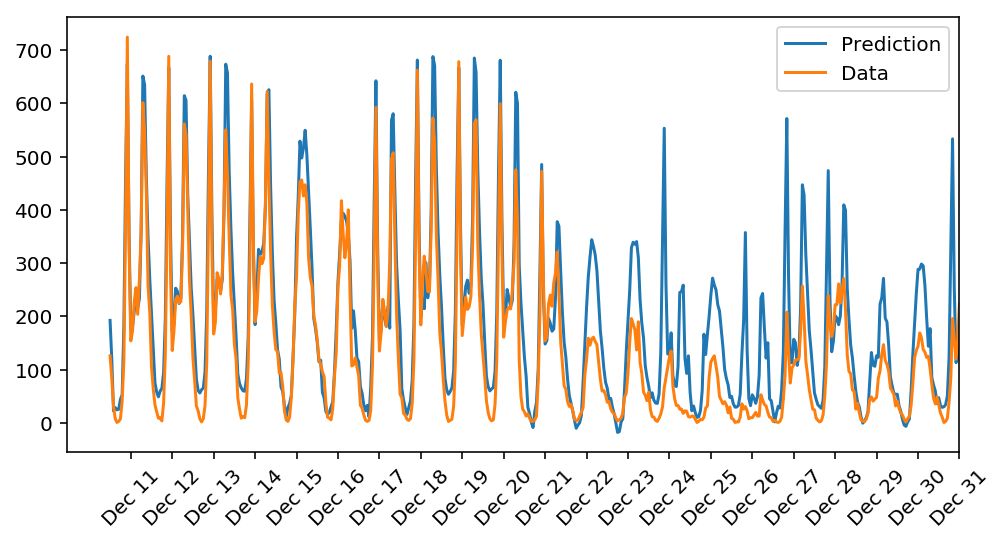 Prediction
Data
700
600
500
400
300
200
100
0
Dec 11
Dec 12
Dec 13
Dec 14
Dec 15
Dec 16
Dec 17
Dec 18
Dec 19
Dec 20
Dec 21
Dec 22
Dec 23
Dec 24
Dec 25
Dec 26
Dec 27
Dec 28
Dec 29
Dec 30
Dec 31